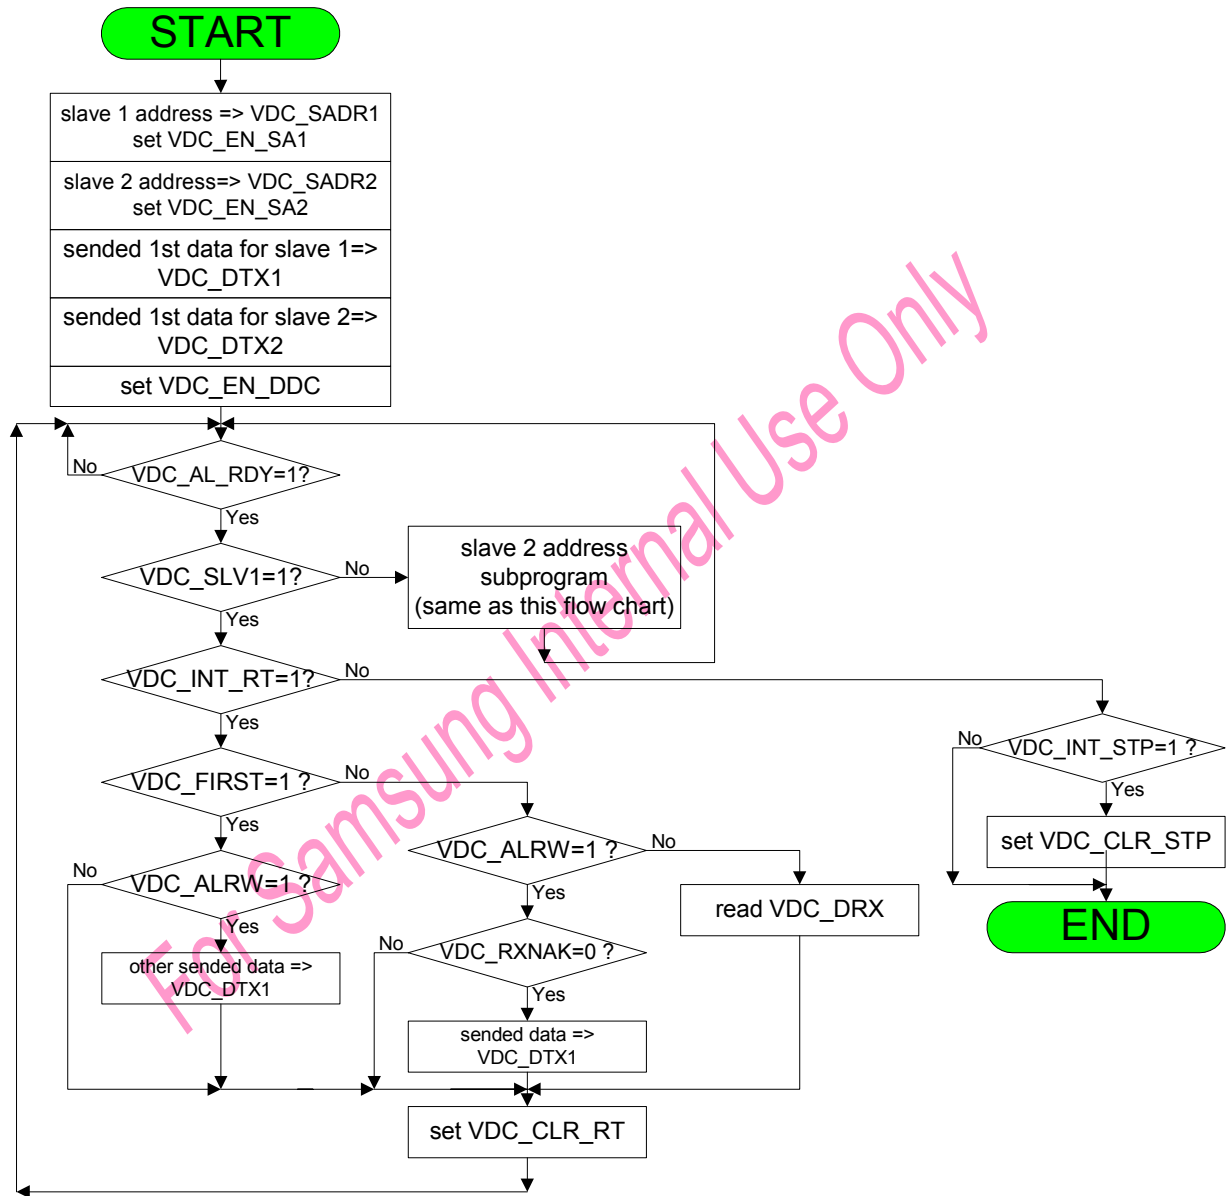 START
slave 1 address => VDC_SADR1
set VDC_EN_SA1
slave 2 address=> VDC_SADR2
set VDC_EN_SA2
sended 1st data for slave 1=>
VDC_DTX1
sended 1st data for slave 2=>
VDC_DTX2
set VDC_EN_DDC
No
VDC_AL_RDY=1?
Yes
VDC_SLV1=1?
No
slave 2 address
subprogram
(same as this flow chart)
Yes
VDC_INT_RT=1?
No
Yes
No
VDC_INT_STP=1 ?
Yes
set VDC_CLR_STP
END
VDC_FIRST=1 ?
No
Yes
No
VDC_ALRW=1 ?
Yes
other sended data =>
VDC_DTX1
VDC_ALRW=1 ?
No
Yes
read VDC_DRX
No
VDC_RXNAK=0 ?
Yes
sended data =>
VDC_DTX1
set VDC_CLR_RT
For Samsung Internal Use Only